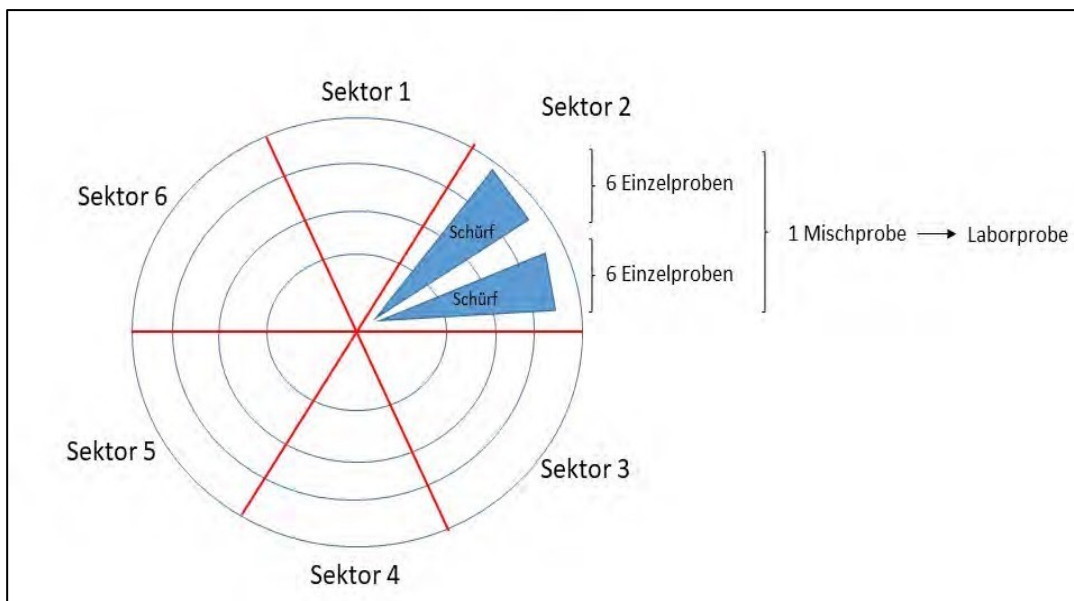 Sektor 1
Sektor 2
Sektor 6
6 Einzelproben
Schürf
1 Mischprobe
Laborprobe
6 Einzelproben
Schürf
Sektor 5
Sektor 3
Sektor 4